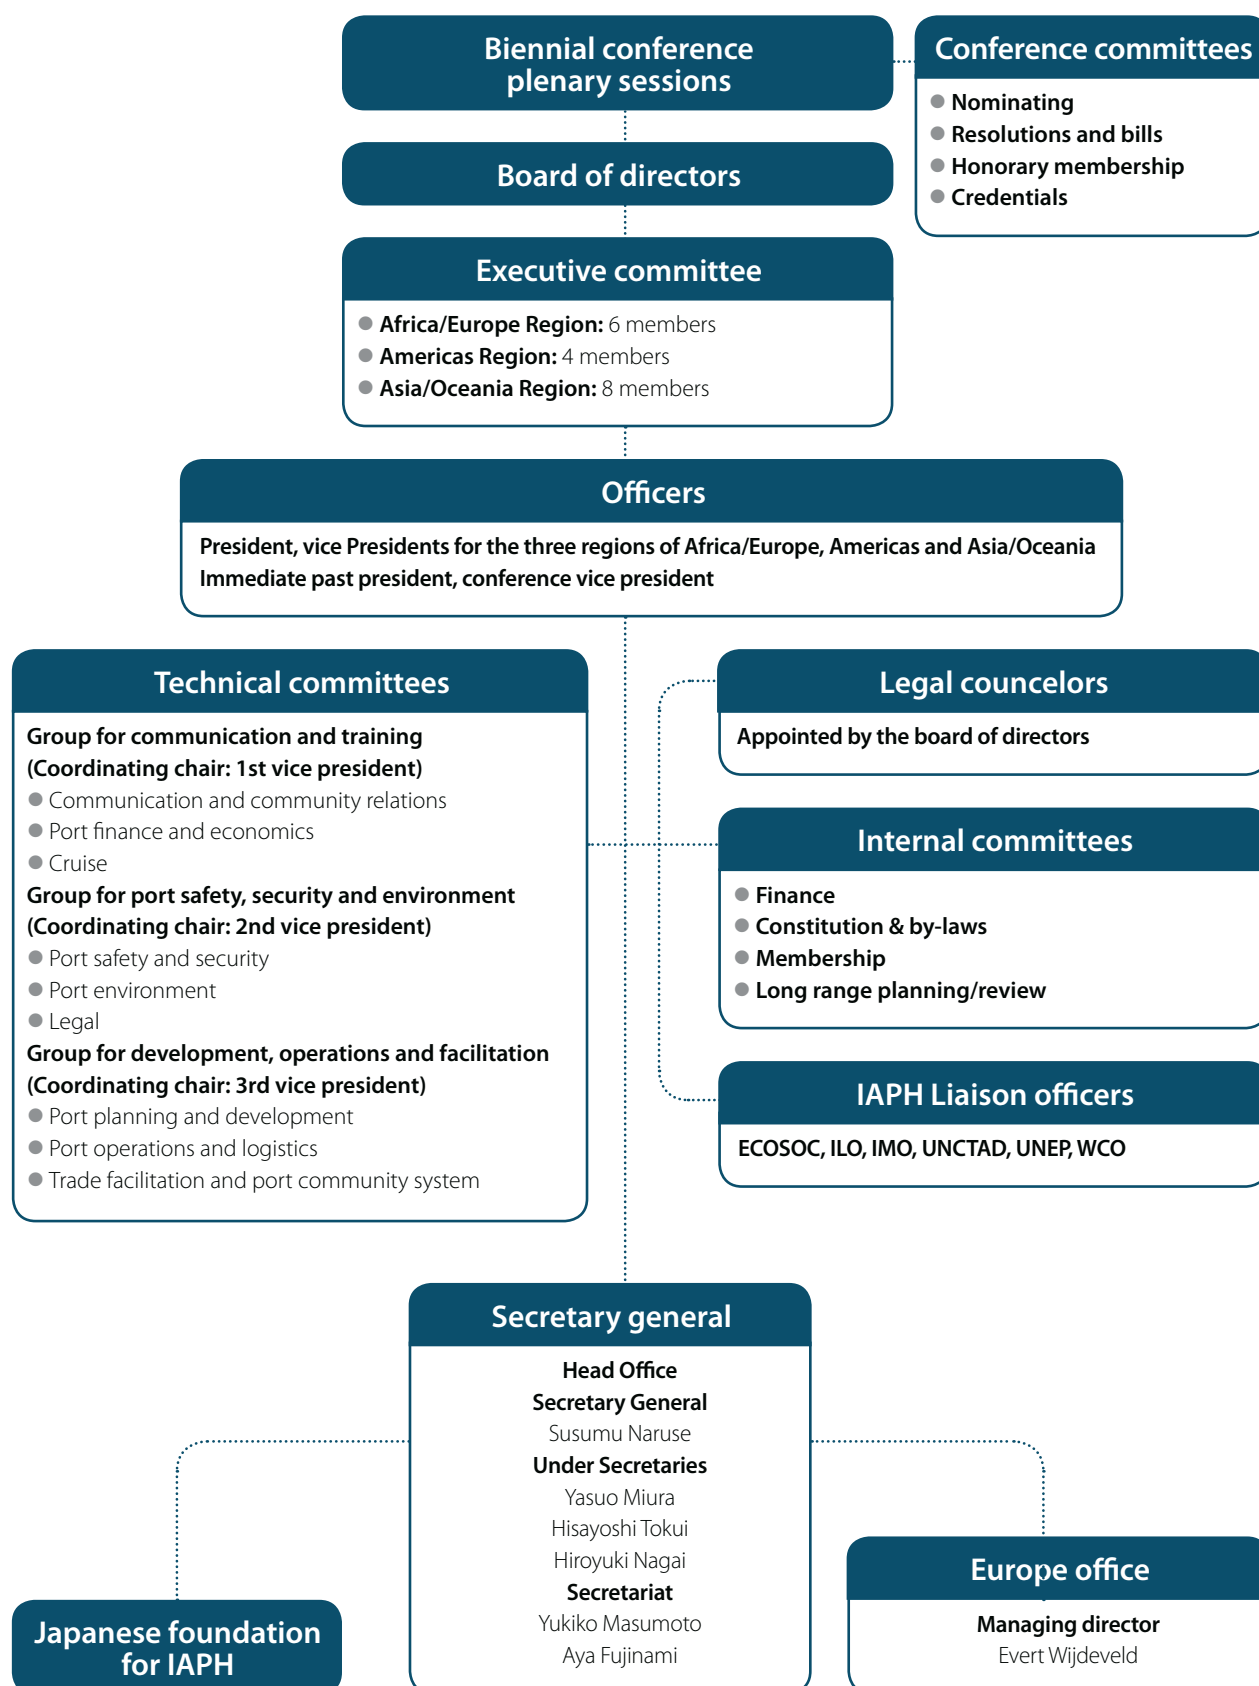 Biennial conference
plenary sessions
Conference committees
● Nominating
● Resolutions and bills
● Honorary membership
● Credentials
Board of directors
Executive committee
● Africa/Europe Region: 6 members
● Americas Region: 4 members
● Asia/Oceania Region: 8 members
Officers
President, vice Presidents for the three regions of Africa/Europe, Americas and Asia/Oceania
Immediate past president, conference vice president
Technical committees
Group for communication and training
(Coordinating chair: 1st vice president)
● Communication and community relations
● Port finance and economics
● Cruise
Group for port safety, security and environment
(Coordinating chair: 2nd vice president)
● Port safety and security
● Port environment
● Legal
Group for development, operations and facilitation
(Coordinating chair: 3rd vice president)
● Port planning and development
● Port operations and logistics
● Trade facilitation and port community system
Legal councelors
Appointed by the board of directors
Internal committees
● Finance
● Constitution & by-laws
● Membership
● Long range planning/review
IAPH Liaison officers
ECOSOC, ILO, IMO, UNCTAD, UNEP, WCO
Secretary general
Head Office
Secretary General
Susumu Naruse
Under Secretaries
Yasuo Miura
Hisayoshi Tokui
Hiroyuki Nagai
Secretariat
Yukiko Masumoto
Aya Fujinami
Japanese foundation
for IAPH
Europe office
Managing director
Evert Wijdeveld